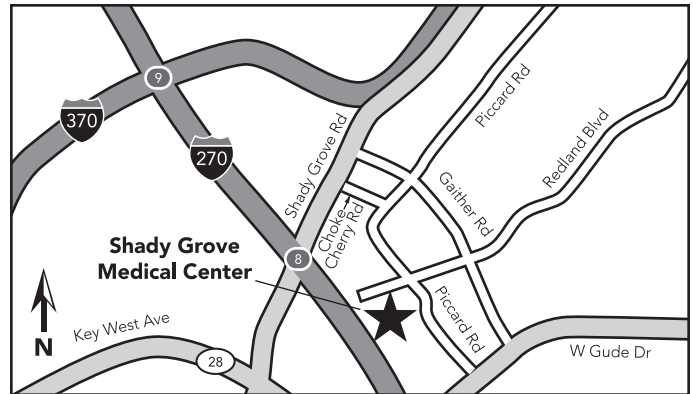 9
370
270
Shady Grove Rd
Piccard Rd
Redland Blvd
Gaither Rd
Choke
Cherry Rd
Shady Grove
Medical Center
8
Piccard Rd
N
Key West Ave
28
W Gude Dr